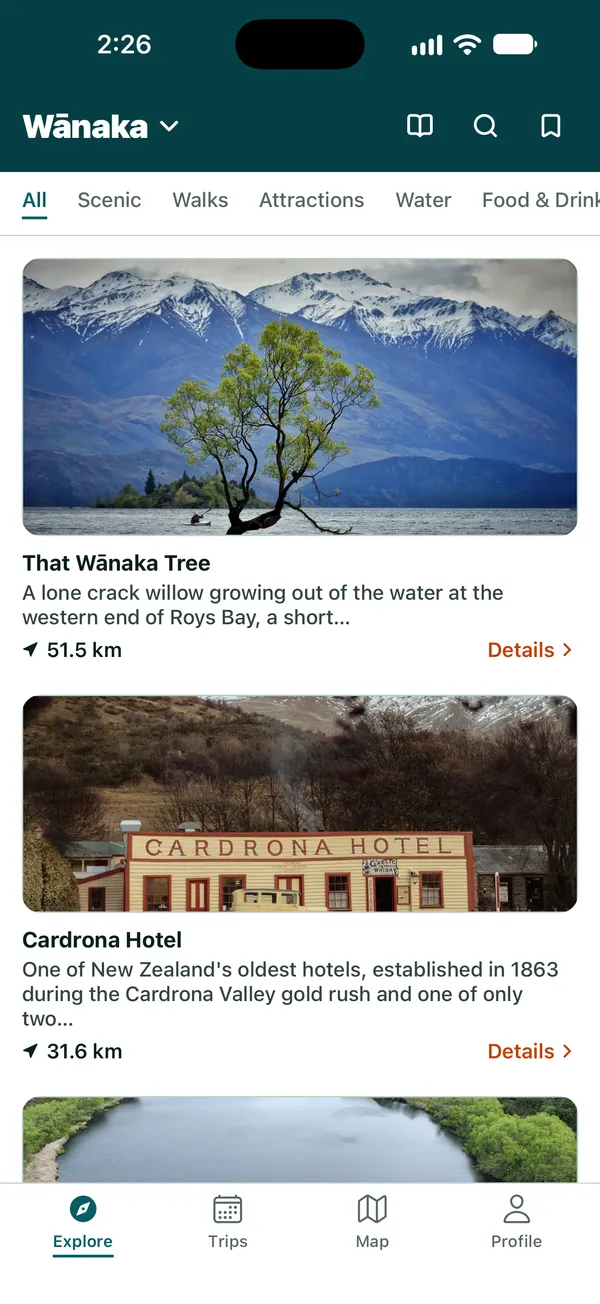 2:26
Wānaka
All Scenic Walks Attractions Water Food & Drink
That Wānaka Tree
A lone crack willow growing out of the water at the
western end of Roys Bay, a short...
51.5 km Details
CARDRONA HOTEL
GAELIC
WHISKY
Cardrona Hotel
One of New Zealand's oldest hotels, established in 1863
during the Cardrona Valley gold rush and one of only
two...
31.6 km Details
Explore Trips Map Profile